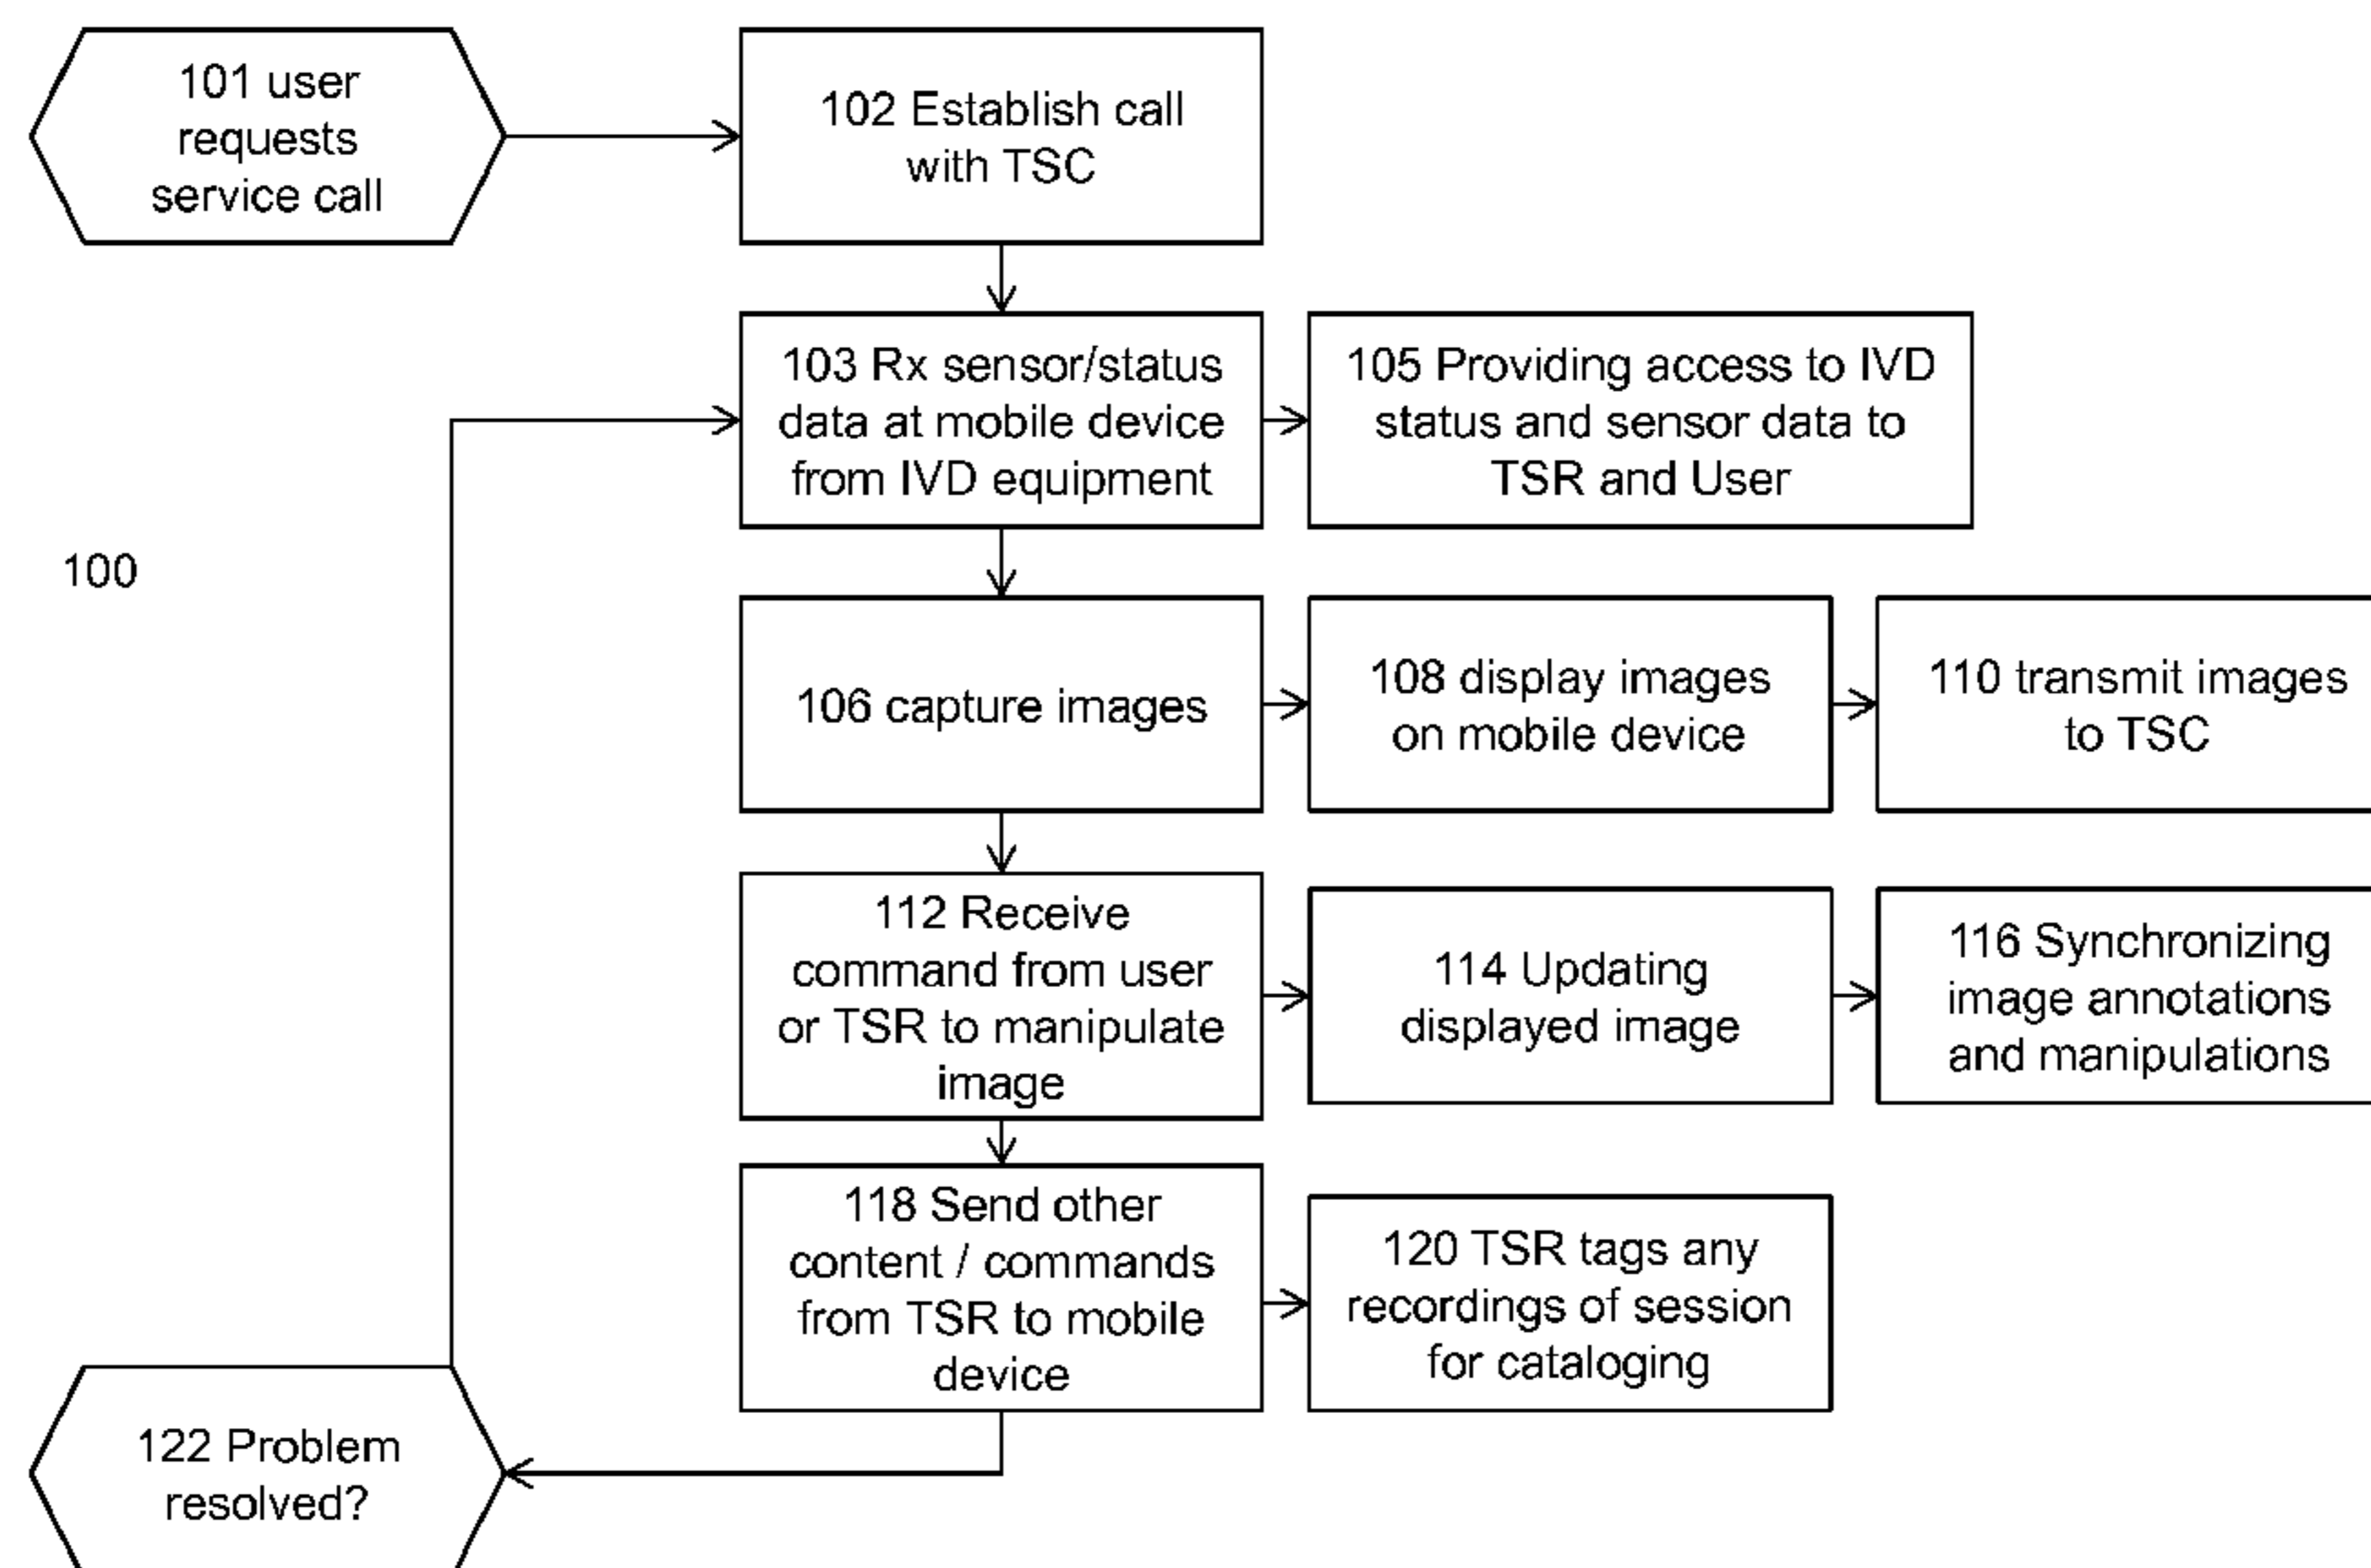 101 user
requests
service call
102 Establish call
with TSC
103 Rx sensor/status
data at mobile device
from IVD equipment
105 Providing access to IVD
status and sensor data to
TSR and User
100
106 capture images
108 display images
on mobile device
110 transmit images
to TSC
112 Receive
command from user
or TSR to manipulate
image
114 Updating
displayed image
116 Synchronizing
image annotations
and manipulations
118 Send other
content / commands
from TSR to mobile
device
120 TSR tags any
recordings of session
for cataloging
122 Problem
resolved?